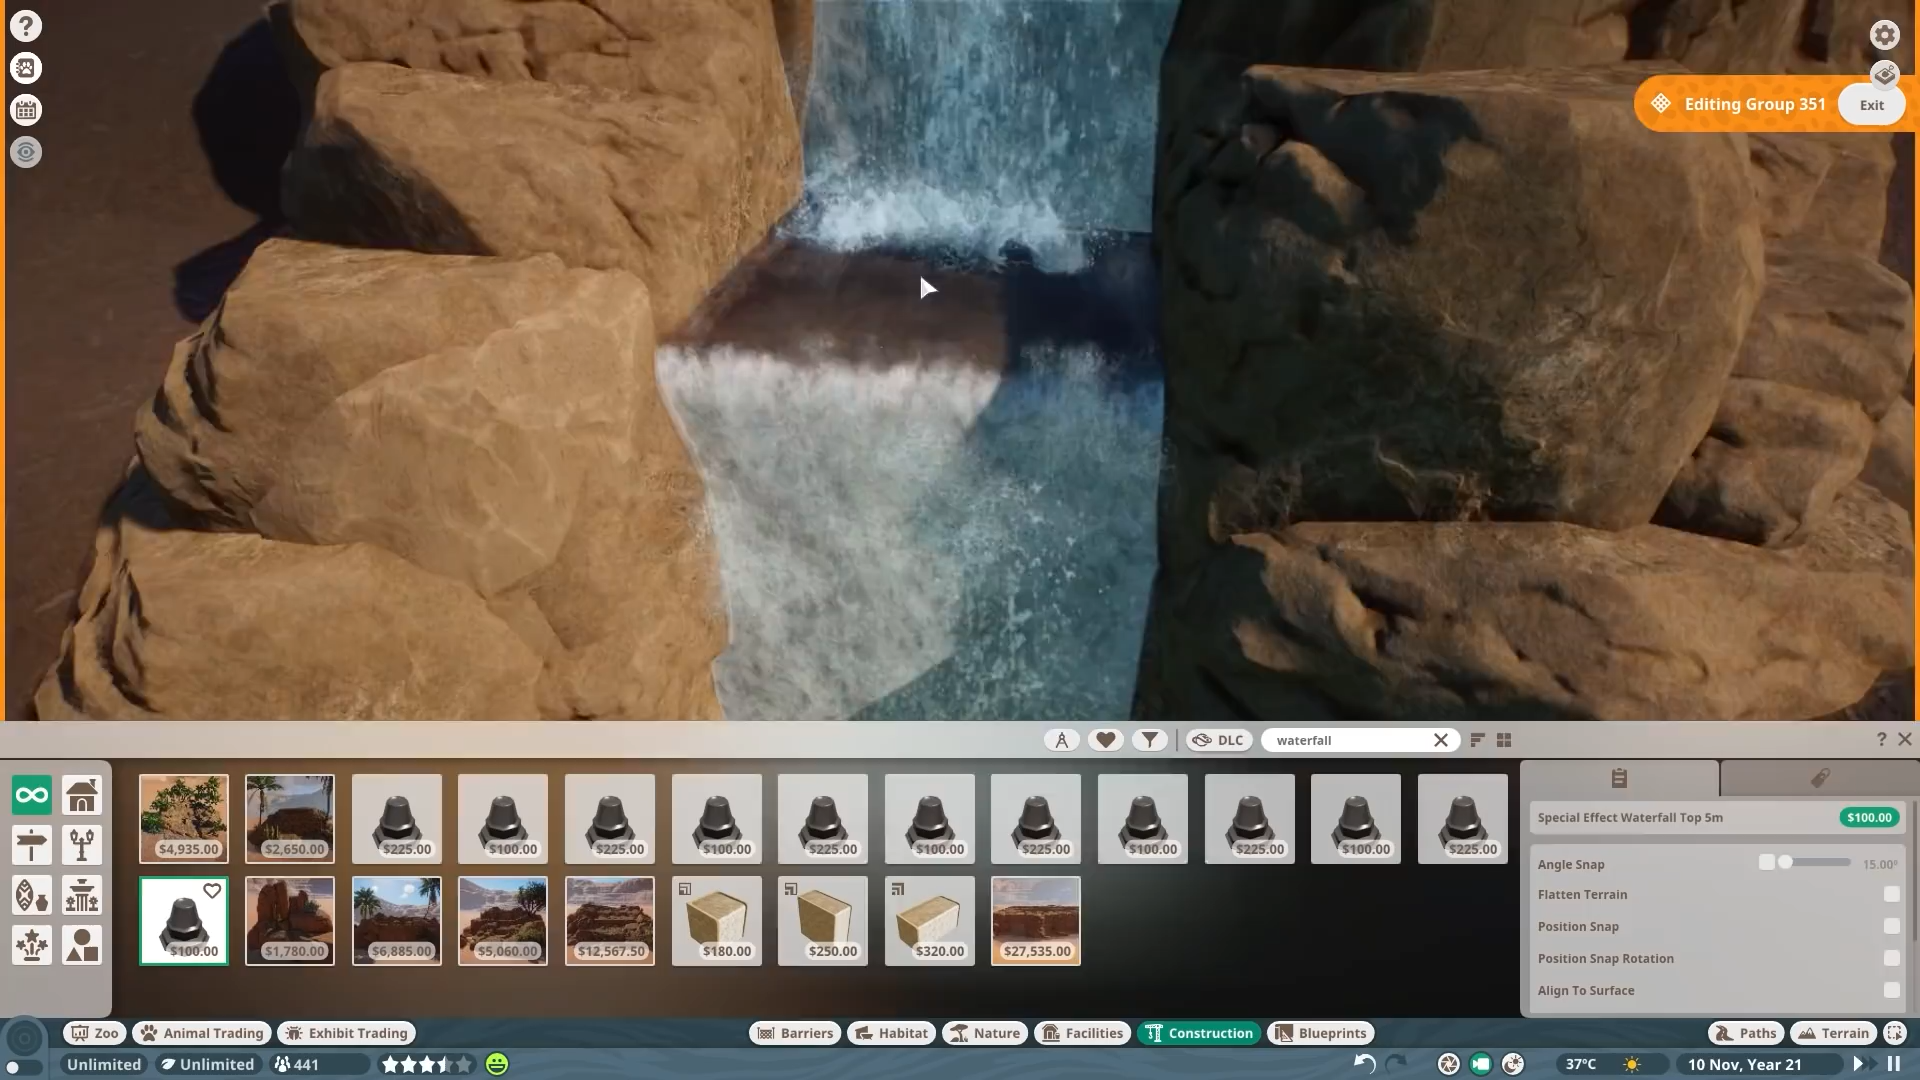 ?
Editing Group 351
Exit
DLC
waterfall
?
$4,935.00
$2,650.00
$225.00
$100.00
$225.00
$100.00
$225.00
$100.00
$225.00
$100.00
$225.00
$100.00
$225.00
$100.00
$1,780.00
$6,885.00
$5,060.00
$12,567.50
$180.00
$250.00
$320.00
$27,535.00
Special Effect Waterfall Top 5m
$100.00
Angle Snap
15.00°
Flatten Terrain
Position Snap
Position Snap Rotation
Align To Surface
Zoo
Animal Trading
Exhibit Trading
Barriers
Habitat
Nature
Facilities
Construction
Blueprints
Paths
Terrain
Unlimited
Unlimited
441
37°C
10 Nov, Year 21